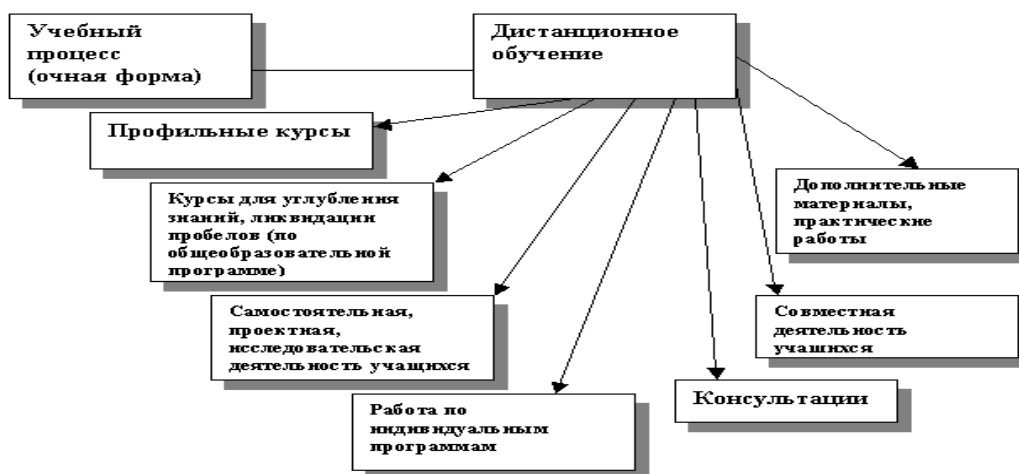 Учебный
процесс
(очная форма)
Дистанционное
обучение
Профильные курсы
Курсы для углубления
знаний, ликвидации
пробелов (по
общеобразовательной
программе)
Дополнительные
материалы,
практические
работы
Самостоятельная,
проектная,
исследовательская
деятельность учащихся
Совместная
деятельность
учашихся
Работа по
индивидуальным
программам
Консультации